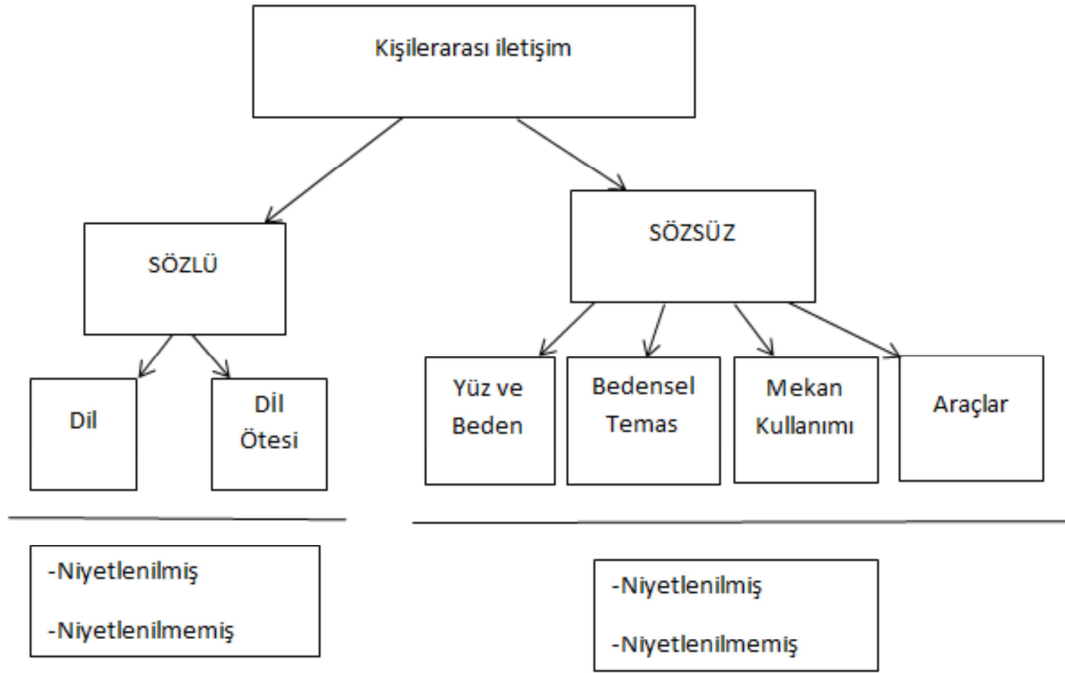 Kişilerarası iletişim
SÖZLÜ
SÖZSÜZ
Dil
DİL
Ötesi
Yüz ve
Beden
Bedensel
Temas
Mekan
Kullanımı
Araçlar
-Niyetlenilmiş
-Niyetlenilmemiş
-Niyetlenilmiş
-Niyetlenilmemiş